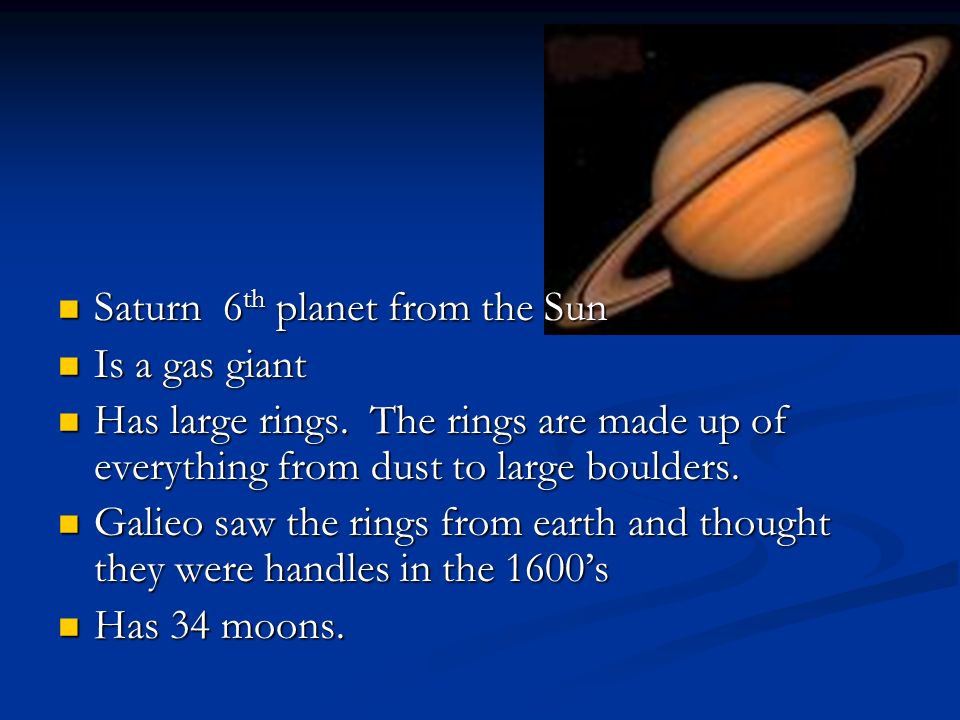 Saturn 6th planet from the Sun
Is a gas giant
Has large rings. The rings are made up of
everything from dust to large boulders.
Galieo saw the rings from earth and thought
they were handles in the 1600’s
Has 34 moons.